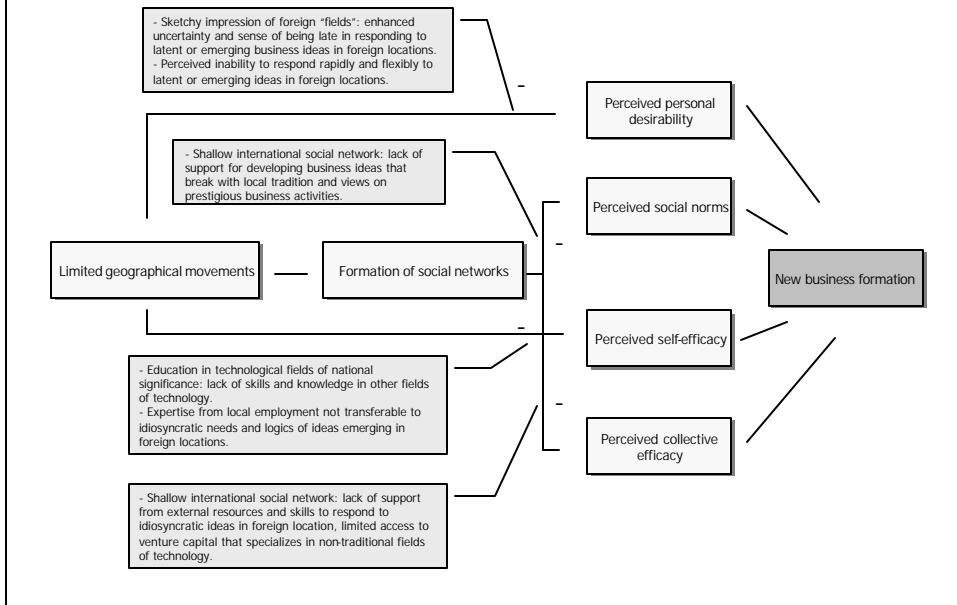 - Sketchy impression of foreign "fields": enhanced
uncertainty and sense of being late in responding to
latent or emerging business ideas in foreign locations.
- Perceived inability to respond rapidly and flexibly to
latent or emerging ideas in foreign locations.
–
Perceived personal
desirability
- Shallow international social network: lack of
support for developing business ideas that
break with local tradition and views on
prestigious business activities.
Perceived social norms
–
Limited geographical movements
Formation of social networks
New business formation
–
Perceived self-efficacy
- Education in technological fields of national
significance: lack of skills and knowledge in other fields
of technology.
- Expertise from local employment not transferable to
idiosyncratic needs and logics of ideas emerging in
foreign locations.
–
Perceived collective
efficacy
- Shallow international social network: lack of support
from external resources and skills to respond to
idiosyncratic ideas in foreign location, limited access to
venture capital that specializes in non-traditional fields
of technology.